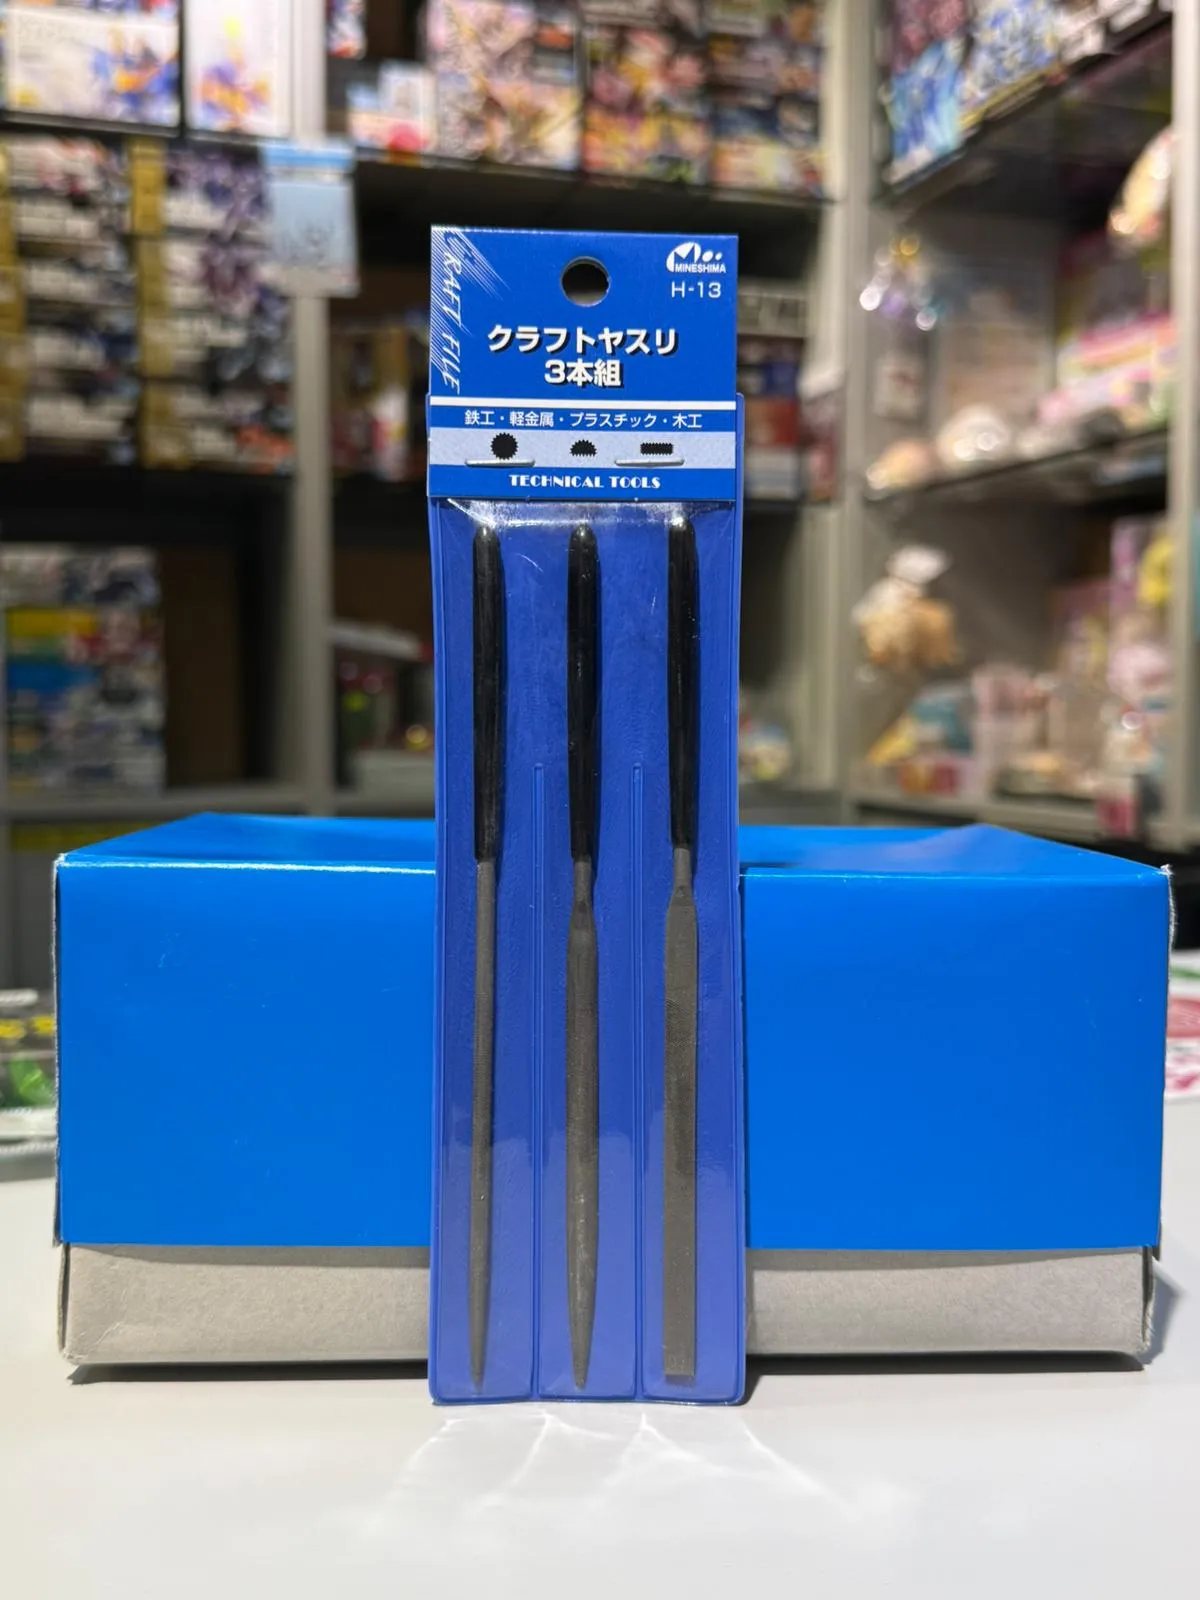 CRAFT FILE
MINESHIMA
H-13
クラフトヤスリ
3本組
鉄工・軽金属・プラスチック・木工
TECHNICAL TOOLS